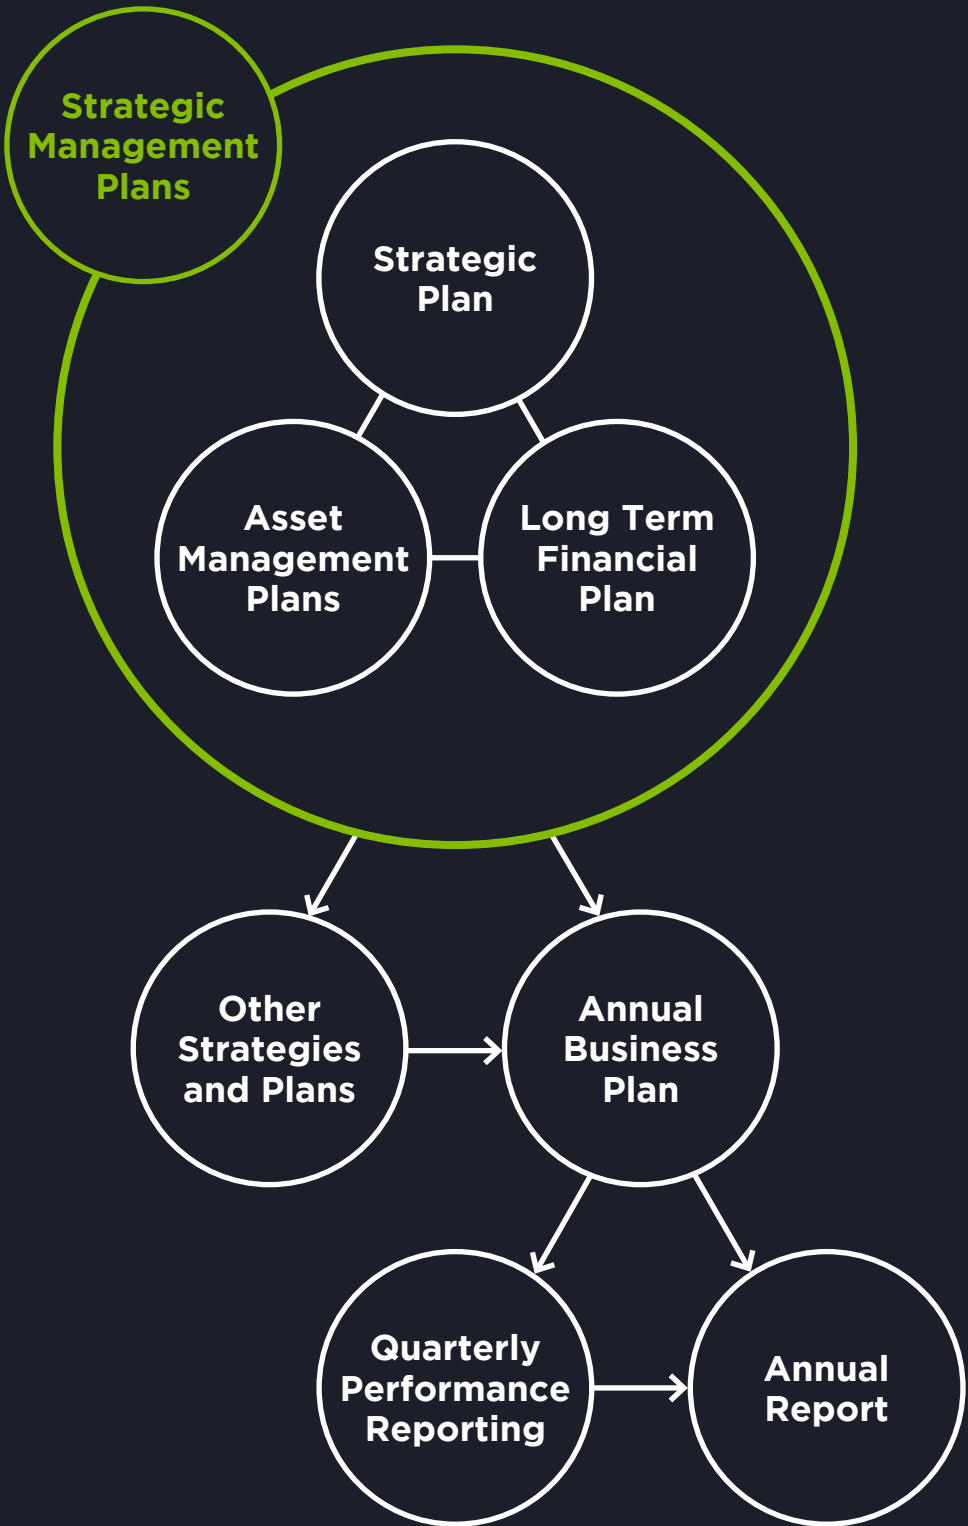 Strategic
Management
Plans
Strategic
Plan
Asset
Management
Plans
Long Term
Financial
Plan
Other
Strategies
and Plans
Annual
Business
Plan
Quarterly
Performance
Reporting
Annual
Report